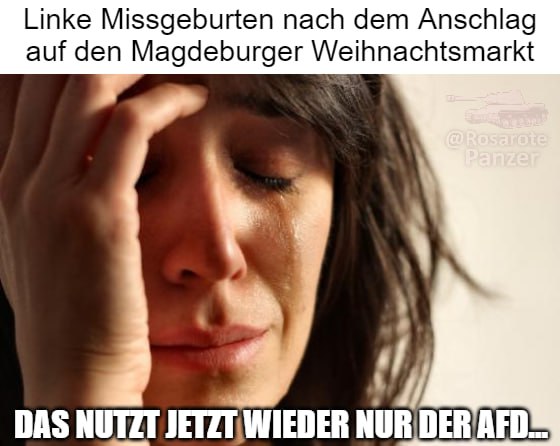 Linke Missgeburten nach dem Anschlag
auf den Magdeburger Weihnachtsmarkt
@Rosarote
Panzer
DAS NUTZT JETZT WIEDER NUR DER AFD...